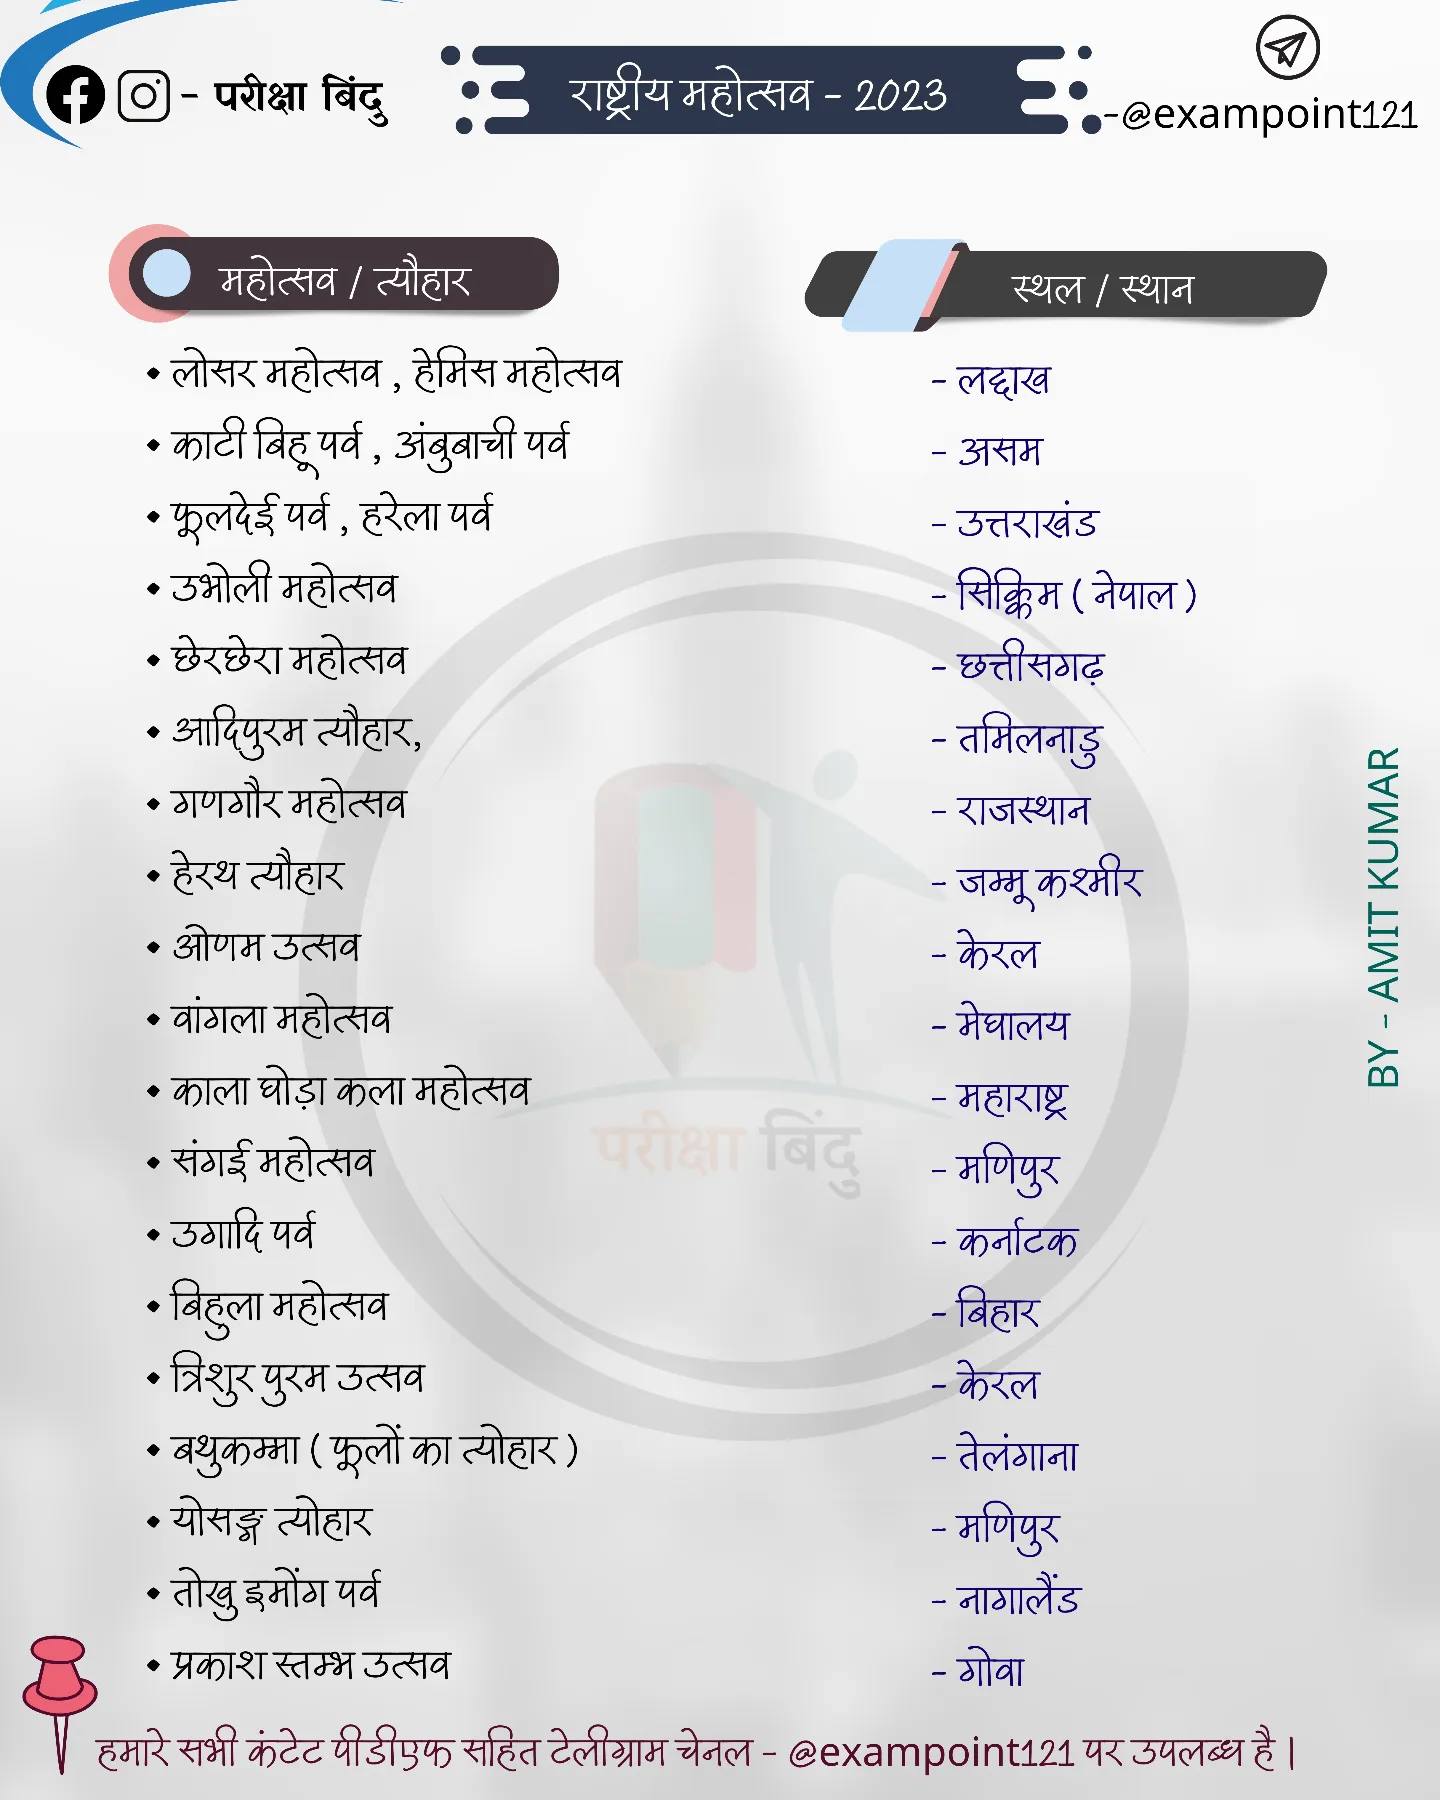 - परीक्षा बिंदु
राष्ट्रीय महोत्सव - 2023
-@exampoint121
महोत्सव / त्यौहार
स्थल / स्थान
• लोसर महोत्सव , हेमिस महोत्सव - लद्दाख
• काटी बिहू पर्व , अंबुबाची पर्व - असम
• फूलदेई पर्व , हरेला पर्व - उत्तराखंड
• उभोली महोत्सव - सिक्किम ( नेपाल )
• छेरछेरा महोत्सव - छत्तीसगढ़
• आदिपुरम त्यौहार, - तमिलनाडु
• गणगौर महोत्सव - राजस्थान
• हेरथ त्यौहार - जम्मू कश्मीर
• ओणम उत्सव - केरल
• वांगला महोत्सव - मेघालय
• काला घोड़ा कला महोत्सव - महाराष्ट्र
• संगई महोत्सव - मणिपुर
• उगादि पर्व - कर्नाटक
• बिहुला महोत्सव - बिहार
• त्रिशुर पुरम उत्सव - केरल
• बथुकम्मा ( फूलों का त्योहार ) - तेलंगाना
• योसङ्ग त्योहार - मणिपुर
• तोखु इमोंग पर्व - नागालैंड
• प्रकाश स्तम्भ उत्सव - गोवा
परीक्षा बिंदु
BY - AMIT KUMAR
हमारे सभी कंटेट पीडीएफ सहित टेलीग्राम चेनल - @exampoint121 पर उपलब्ध है |